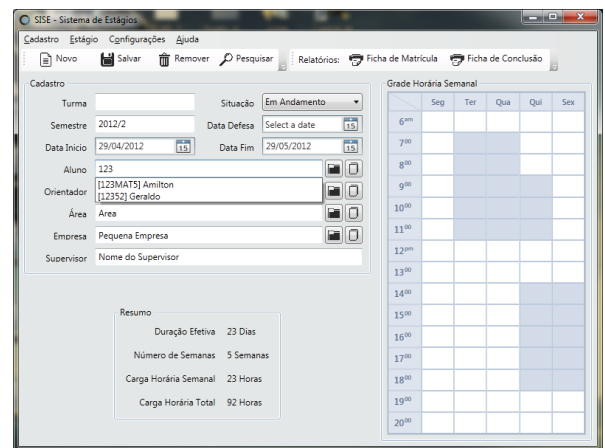 SISE - Sistema de Estágios
Cadastro Estágio Configurações Ajuda
Novo Salvar Remover Pesquisar Relatórios: Ficha de Matrícula Ficha de Conclusão
Cadastro
Turma Situação Em Andamento
Semestre 2012/2 Data Defesa Select a date 15
Data Inicio 29/04/2012 15 Data Fim 29/05/2012 15
Aluno 123
[123MAT5] Amilton
[12352] Geraldo
Orientador
Área Area
Empresa Pequena Empresa
Supervisor Nome do Supervisor
Resumo
Duração Efetiva 23 Dias
Número de Semanas 5 Semanas
Carga Horária Semanal 23 Horas
Carga Horária Total 92 Horas
Grade Horária Semanal
Seg Ter Qua Qui Sex
6am
700
800
900
1000
1100
12pm
1300
1400
1500
1600
1700
1800
1900
2000